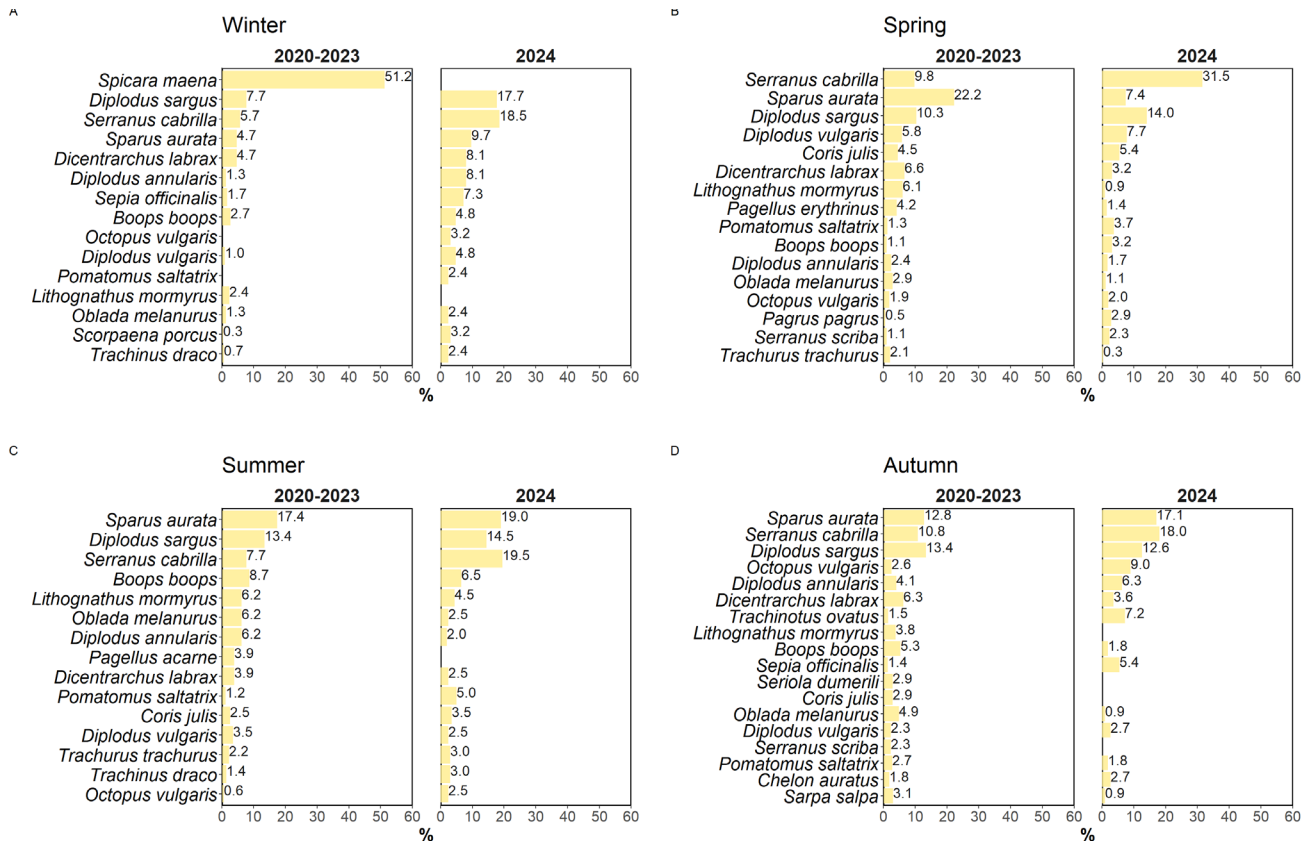 A
Winter
2020-2023 2024
Spicara maena 51.2
Diplodus sargus 7.7 17.7
Serranus cabrilla 5.7 18.5
Sparus aurata 4.7 9.7
Dicentrarchus labrax 4.7 8.1
Diplodus annularis 1.3 8.1
Sepia officinalis 1.7 7.3
Boops boops 2.7 4.8
Octopus vulgaris 3.2
Diplodus vulgaris 1.0 4.8
Pomatomus saltatrix 2.4
Lithognathus mormyrus 2.4
Oblada melanurus 1.3 2.4
Scorpaena porcus 0.3 3.2
Trachinus draco 0.7 2.4
0 10 20 30 40 50 60 0 10 20 30 40 50 60
%
B
Spring
2020-2023 2024
Serranus cabrilla 9.8 31.5
Sparus aurata 22.2 7.4
Diplodus sargus 10.3 14.0
Diplodus vulgaris 5.8 7.7
Coris julis 4.5 5.4
Dicentrarchus labrax 6.6 3.2
Lithognathus mormyrus 6.1 0.9
Pagellus erythrinus 4.2 1.4
Pomatomus saltatrix 1.3 3.7
Boops boops 1.1 3.2
Diplodus annularis 2.4 1.7
Oblada melanurus 2.9 1.1
Octopus vulgaris 1.9 2.0
Pagrus pagrus 0.5 2.9
Serranus scriba 1.1 2.3
Trachurus trachurus 2.1 0.3
0 10 20 30 40 50 60 0 10 20 30 40 50 60
%
C
Summer
2020-2023 2024
Sparus aurata 17.4 19.0
Diplodus sargus 13.4 14.5
Serranus cabrilla 7.7 19.5
Boops boops 8.7 6.5
Lithognathus mormyrus 6.2 4.5
Oblada melanurus 6.2 2.5
Diplodus annularis 6.2 2.0
Pagellus acarne 3.9
Dicentrarchus labrax 3.9 2.5
Pomatomus saltatrix 1.2 5.0
Coris julis 2.5 3.5
Diplodus vulgaris 3.5 2.5
Trachurus trachurus 2.2 3.0
Trachinus draco 1.4 3.0
Octopus vulgaris 0.6 2.5
0 10 20 30 40 50 60 0 10 20 30 40 50 60
%
D
Autumn
2020-2023 2024
Sparus aurata 12.8 17.1
Serranus cabrilla 10.8 18.0
Diplodus sargus 13.4 12.6
Octopus vulgaris 2.6 9.0
Diplodus annularis 4.1 6.3
Dicentrarchus labrax 6.3 3.6
Trachinotus ovatus 1.5 7.2
Lithognathus mormyrus 3.8
Boops boops 5.3 1.8
Sepia officinalis 1.4 5.4
Seriola dumerili 2.9
Coris julis 2.9
Oblada melanurus 4.9 0.9
Diplodus vulgaris 2.3 2.7
Serranus scriba 2.3
Pomatomus saltatrix 2.7 1.8
Chelon auratus 1.8 2.7
Sarpa salpa 3.1 0.9
0 10 20 30 40 50 60 0 10 20 30 40 50 60
%